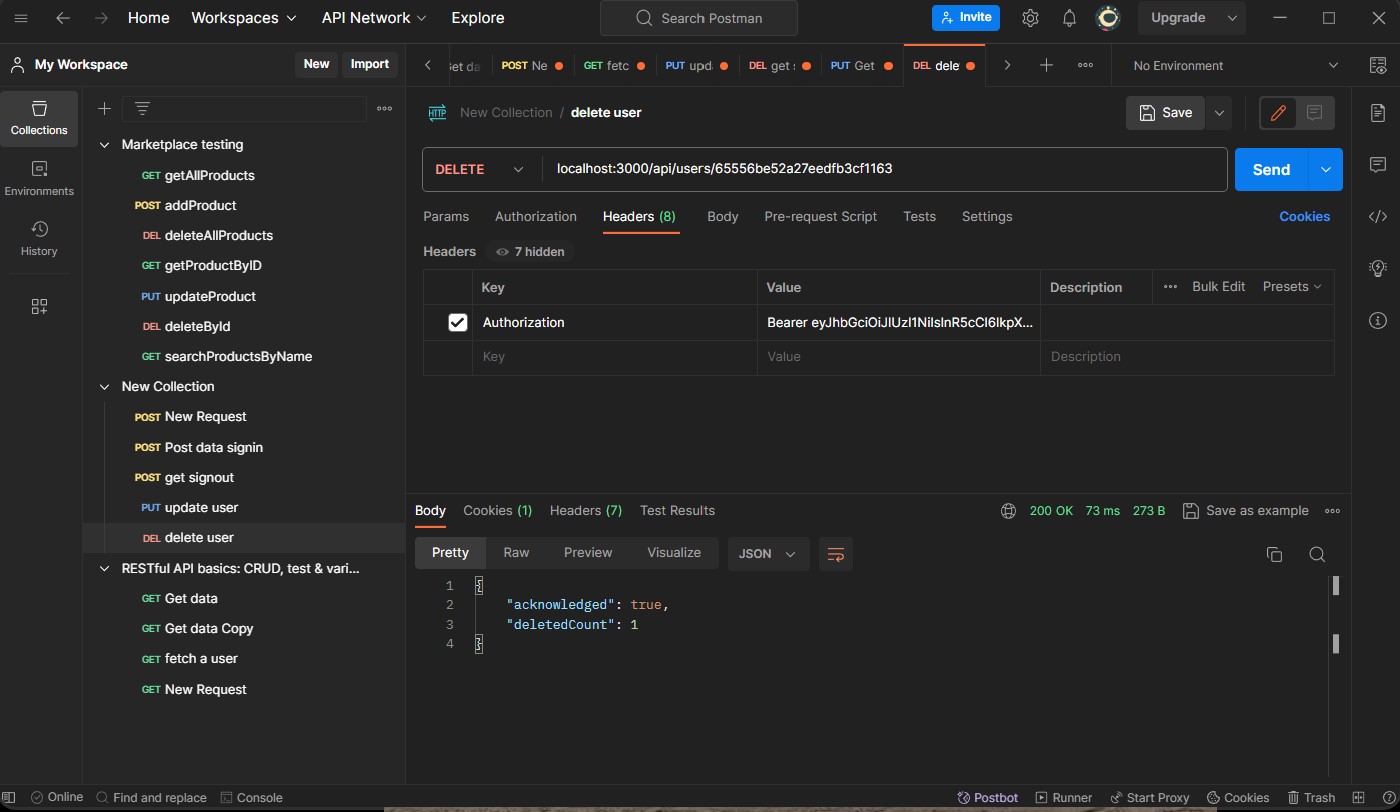 Home Workspaces API Network Explore Search Postman Invite Upgrade
My Workspace New Import
POST Ne GET fetc PUT upd DEL get PUT Get DEL dele No Environment
Collections
Environments
History
Marketplace testing
GET getAllProducts
POST addProduct
DEL deleteAllProducts
GET getProductByID
PUT updateProduct
DEL deleteById
GET searchProductsByName
New Collection
POST New Request
POST Post data signin
POST get signout
PUT update user
DEL delete user
RESTful API basics: CRUD, test & vari...
GET Get data
GET Get data Copy
GET fetch a user
GET New Request
HTTP New Collection / delete user Save
DELETE localhost:3000/api/users/65556be52a27eedfb3cf1163 Send
Params Authorization Headers (8) Body Pre-request Script Tests Settings Cookies
Headers 7 hidden
Key Value Description Bulk Edit Presets
Authorization Bearer eyJhbGciOiJIUzI1NiIsInR5cCI6IkpX...
Key Value Description
Body Cookies (1) Headers (7) Test Results 200 OK 73 ms 273 B Save as example
Pretty Raw Preview Visualize JSON
1 {
2 "acknowledged": true,
3 "deletedCount": 1
4 }
Online Find and replace Console Postbot Runner Start Proxy Cookies Trash